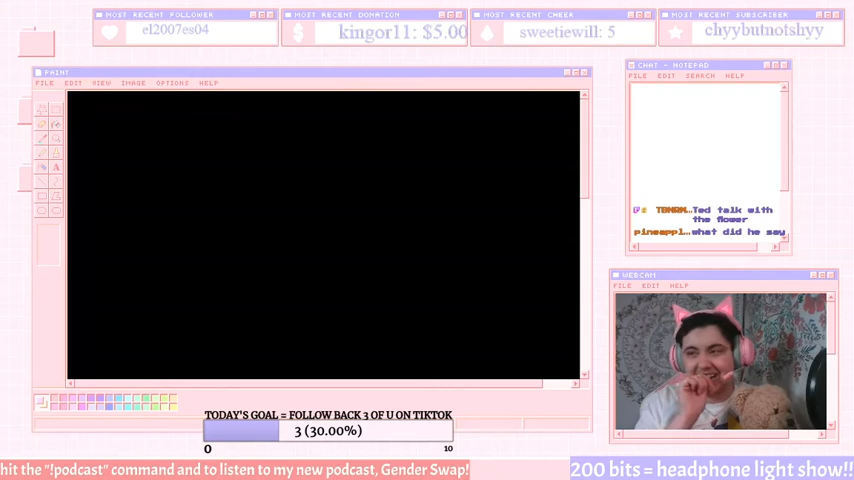 MOST RECENT FOLLOWER
el2007es04
MOST RECENT DONATION
kingor11: $5.00
MOST RECENT CHEER
sweetiewill: 5
MOST RECENT SUBSCRIBER
chyybutnotshyy
PAINT
FILE EDIT VIEW IMAGE OPTIONS HELP
CHAT - NOTEPAD
FILE EDIT SEARCH HELP
TBNRM...Ted talk with
the flower
pineappl...what did he say
WEBCAM
FILE EDIT HELP
TODAY'S GOAL = FOLLOW BACK 3 OF U ON TIKTOK
3 (30.00%)
0 10
hit the "!podcast" command and to listen to my new podcast, Gender Swap!
200 bits = headphone light show!!